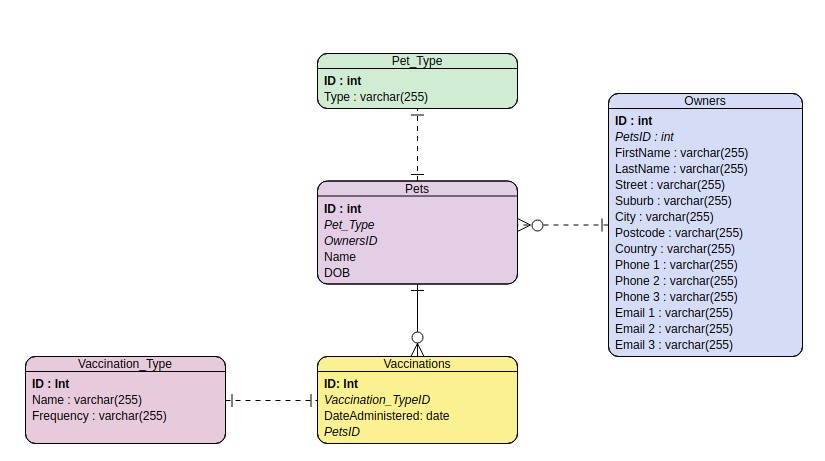 Pet_Type
ID : int
Type : varchar(255)
Owners
ID : int
PetsID : int
FirstName : varchar(255)
LastName : varchar(255)
Street : varchar(255)
Suburb : varchar(255)
City : varchar(255)
Postcode : varchar(255)
Country : varchar(255)
Phone 1 : varchar(255)
Phone 2 : varchar(255)
Phone 3 : varchar(255)
Email 1 : varchar(255)
Email 2 : varchar(255)
Email 3 : varchar(255)
Pets
ID : int
Pet_Type
OwnersID
Name
DOB
Vaccination_Type
ID : Int
Name : varchar(255)
Frequency : varchar(255)
Vaccinations
ID: Int
Vaccination_TypeID
DateAdministered: date
PetsID